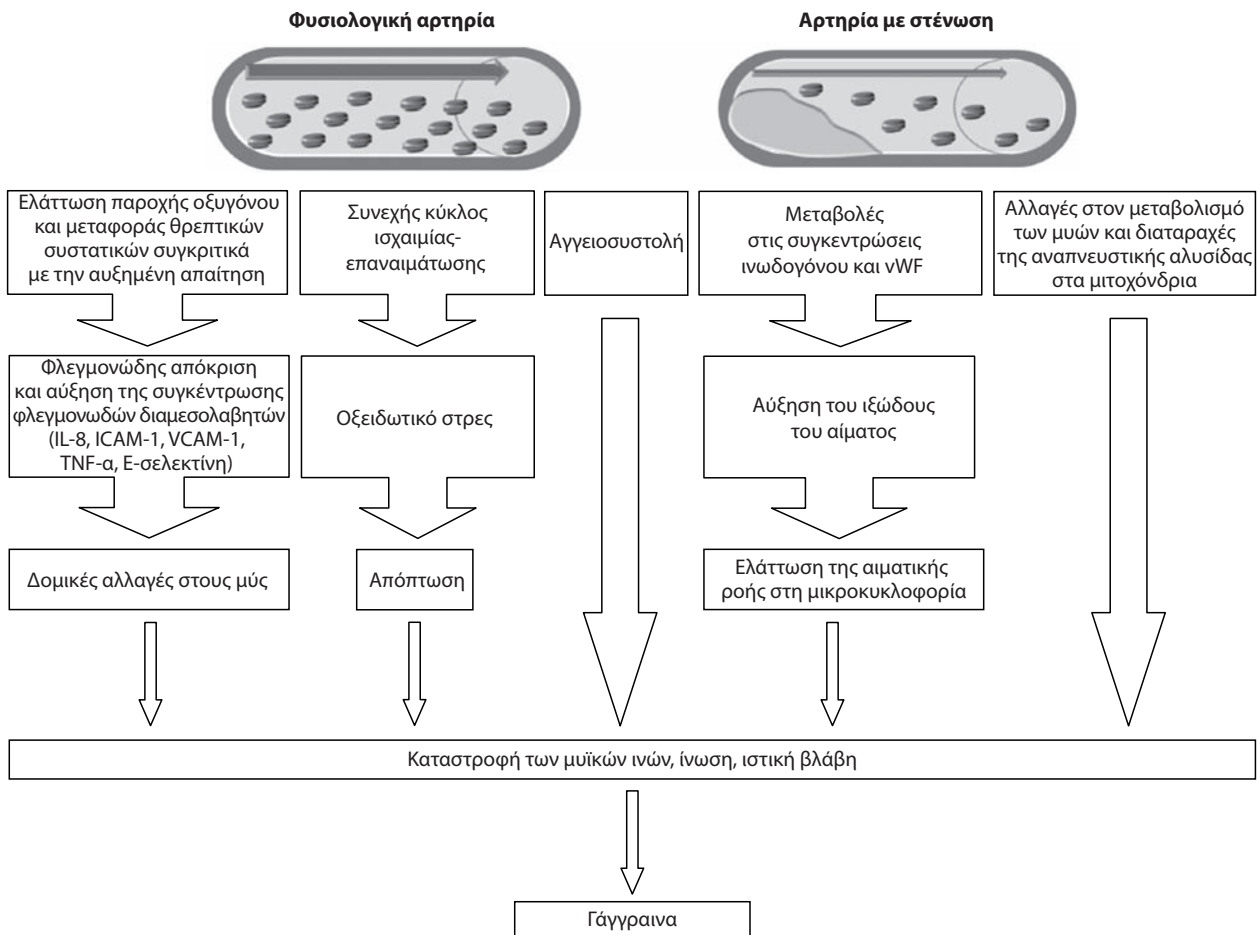 Φυσιολογική αρτηρία
Αρτηρία με στένωση
Ελάττωση παροχής οξυγόνου
και μεταφοράς θρεπτικών
συστατικών συγκριτικά
με την αυξημένη απαίτηση
Συνεχής κύκλος
ισχαιμίας-
επαναιμάτωσης
Αγγειοσυστολή
Μεταβολές
στις συγκεντρώσεις
ινωδογόνου και vWF
Αλλαγές στον μεταβολισμό
των μυών και διαταραχές
της αναπνευστικής αλυσίδας
στα μιτοχόνδρια
Φλεγμονώδης απόκριση
και αύξηση της συγκέντρωσης
φλεγμονωδών διαμεσολαβητών
(IL-8, ICAM-1, VCAM-1,
TNF-α, E-σελεκτίνη)
Οξειδωτικό στρες
Αύξηση του ιξώδους
του αίματος
Δομικές αλλαγές στους μύς
Απόπτωση
Ελάττωση της αιματικής
ροής στη μικροκυκλοφορία
Καταστροφή των μυϊκών ινών, ίνωση, ιστική βλάβη
Γάγγραινα